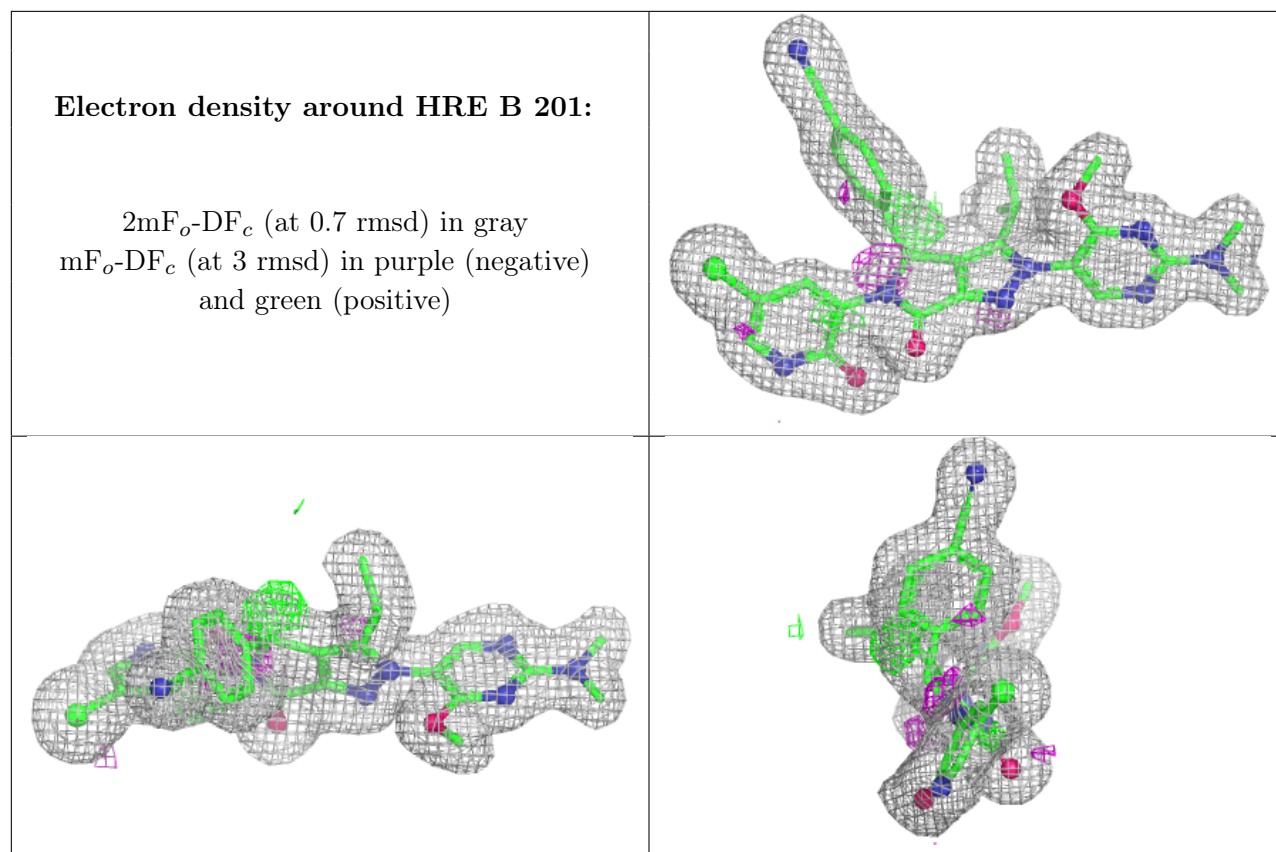 Electron density around HRE B 201:
2mFo-DFc (at 0.7 rmsd) in gray
mFo-DFc (at 3 rmsd) in purple (negative)
and green (positive)